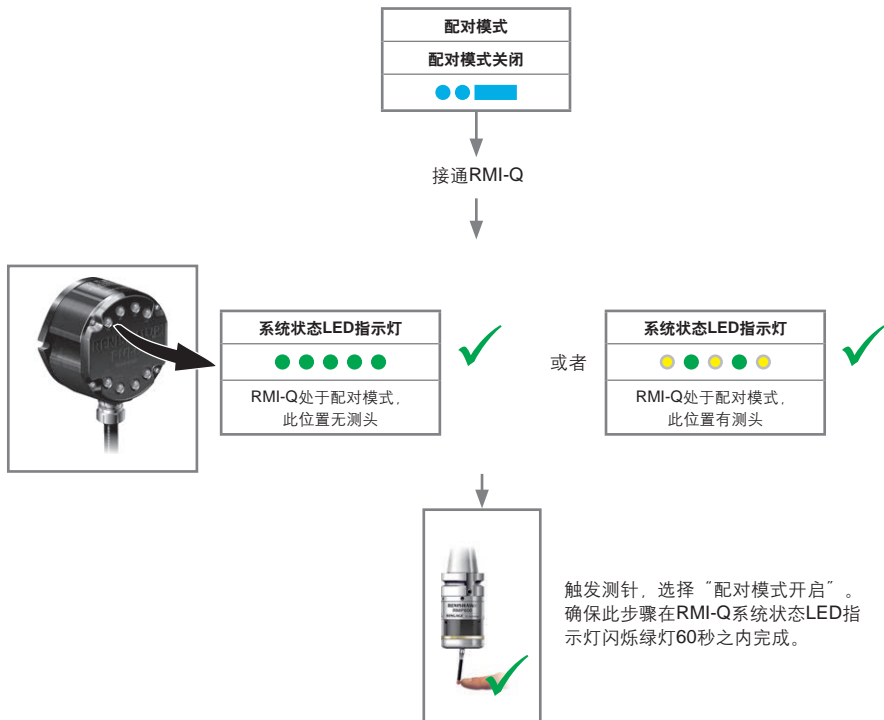 配对模式
配对模式关闭
接通RMI-Q
系统状态LED指示灯
RMI-Q处于配对模式，
此位置无测头
或者
系统状态LED指示灯
RMI-Q处于配对模式，
此位置有测头
RENISHAW
触发测针，选择“配对模式开启”。
确保此步骤在RMI-Q系统状态LED指
示灯闪烁绿灯60秒之内完成。